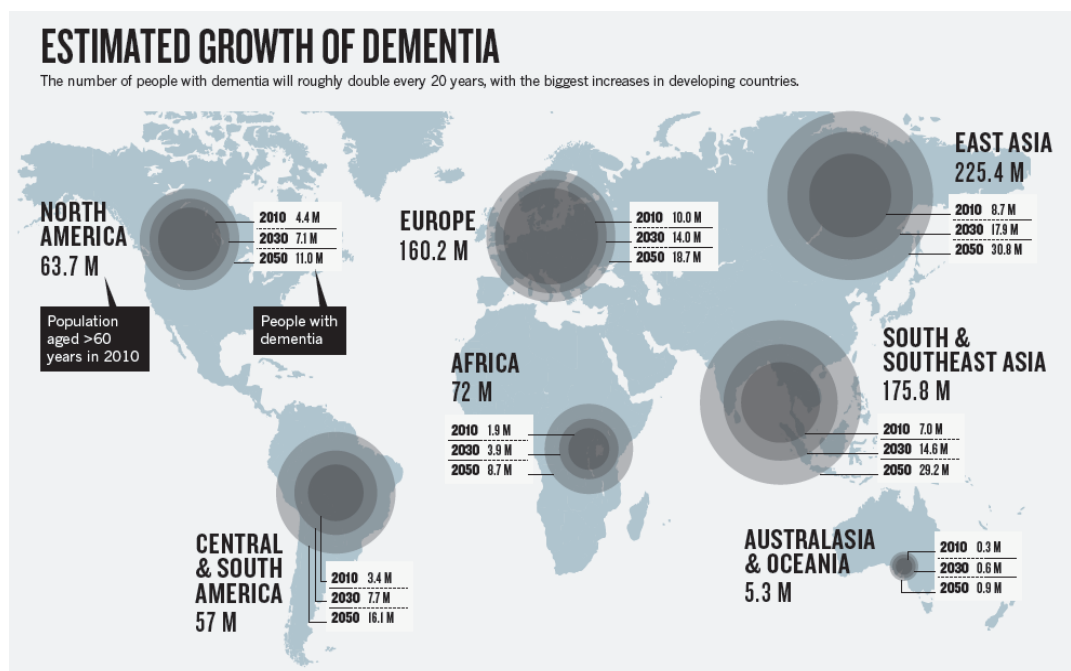 ESTIMATED GROWTH OF DEMENTIA
The number of people with dementia will roughly double every 20 years, with the biggest increases in developing countries.
NORTH
AMERICA
63.7 M
2010 4.4 M
2030 7.1 M
2050 11.0 M
Population
aged >60
years in 2010
People with
dementia
EUROPE
160.2 M
2010 10.0 M
2030 14.0 M
2050 18.7 M
EAST ASIA
225.4 M
2010 8.7 M
2030 17.9 M
2050 30.8 M
AFRICA
72 M
2010 1.9 M
2030 3.9 M
2050 8.7 M
SOUTH &
SOUTHEAST ASIA
175.8 M
2010 7.0 M
2030 14.6 M
2050 29.2 M
CENTRAL
& SOUTH
AMERICA
57 M
2010 3.4 M
2030 7.7 M
2050 16.1 M
AUSTRALASIA
& OCEANIA
5.3 M
2010 0.3 M
2030 0.6 M
2050 0.9 M